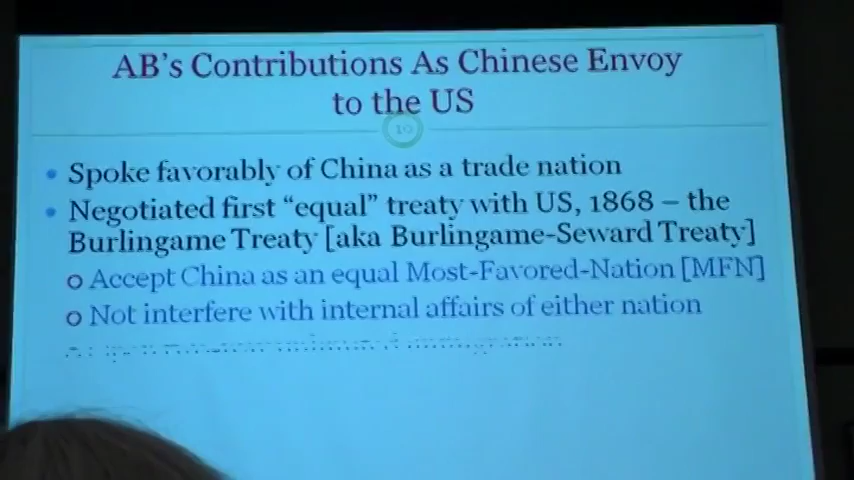 AB's Contributions As Chinese Envoy
to the US
10
Spoke favorably of China as a trade nation
Negotiated first "equal" treaty with US, 1868 – the
Burlingame Treaty [aka Burlingame-Seward Treaty]
Accept China as an equal Most-Favored-Nation [MFN]
Not interfere with internal affairs of either nation